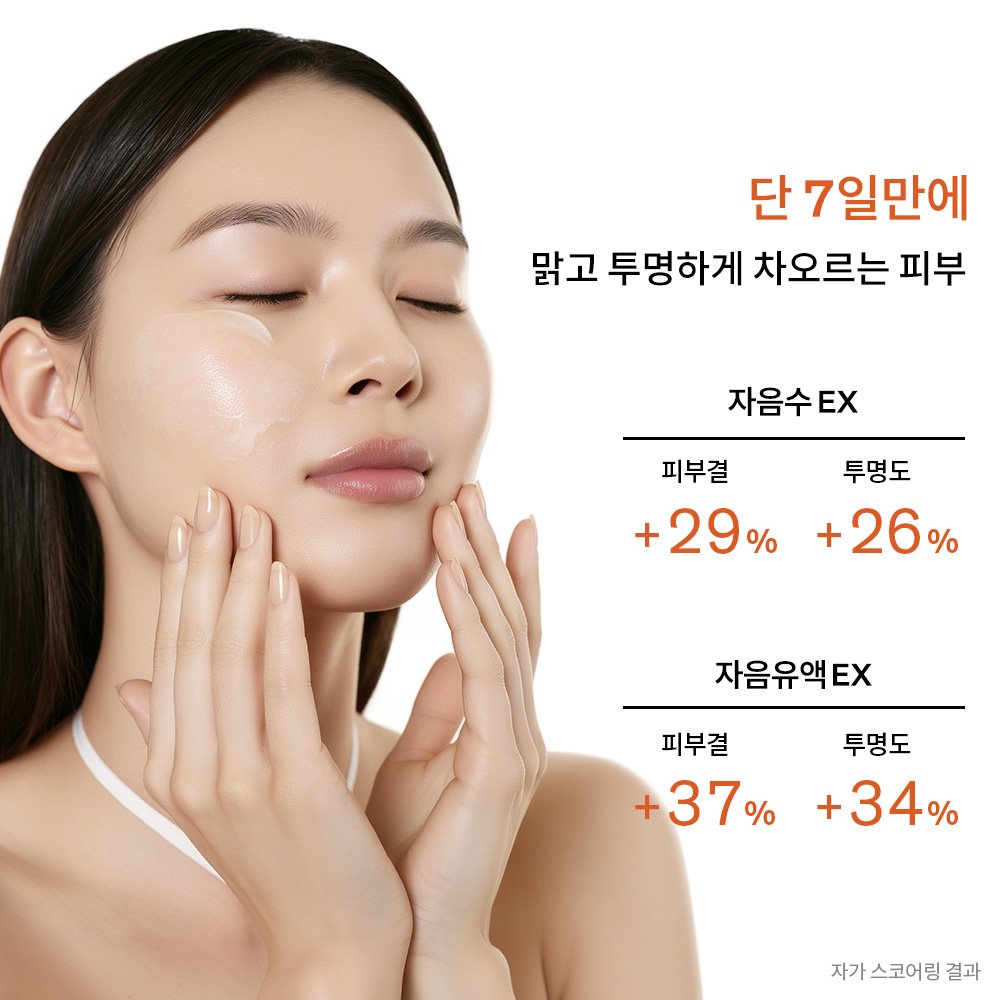 단 7일만에
맑고 투명하게 차오르는 피부
자음수 EX
피부결 투명도
+29% +26%
자음유액 EX
피부결 투명도
+37% +34%
자가 스코어링 결과